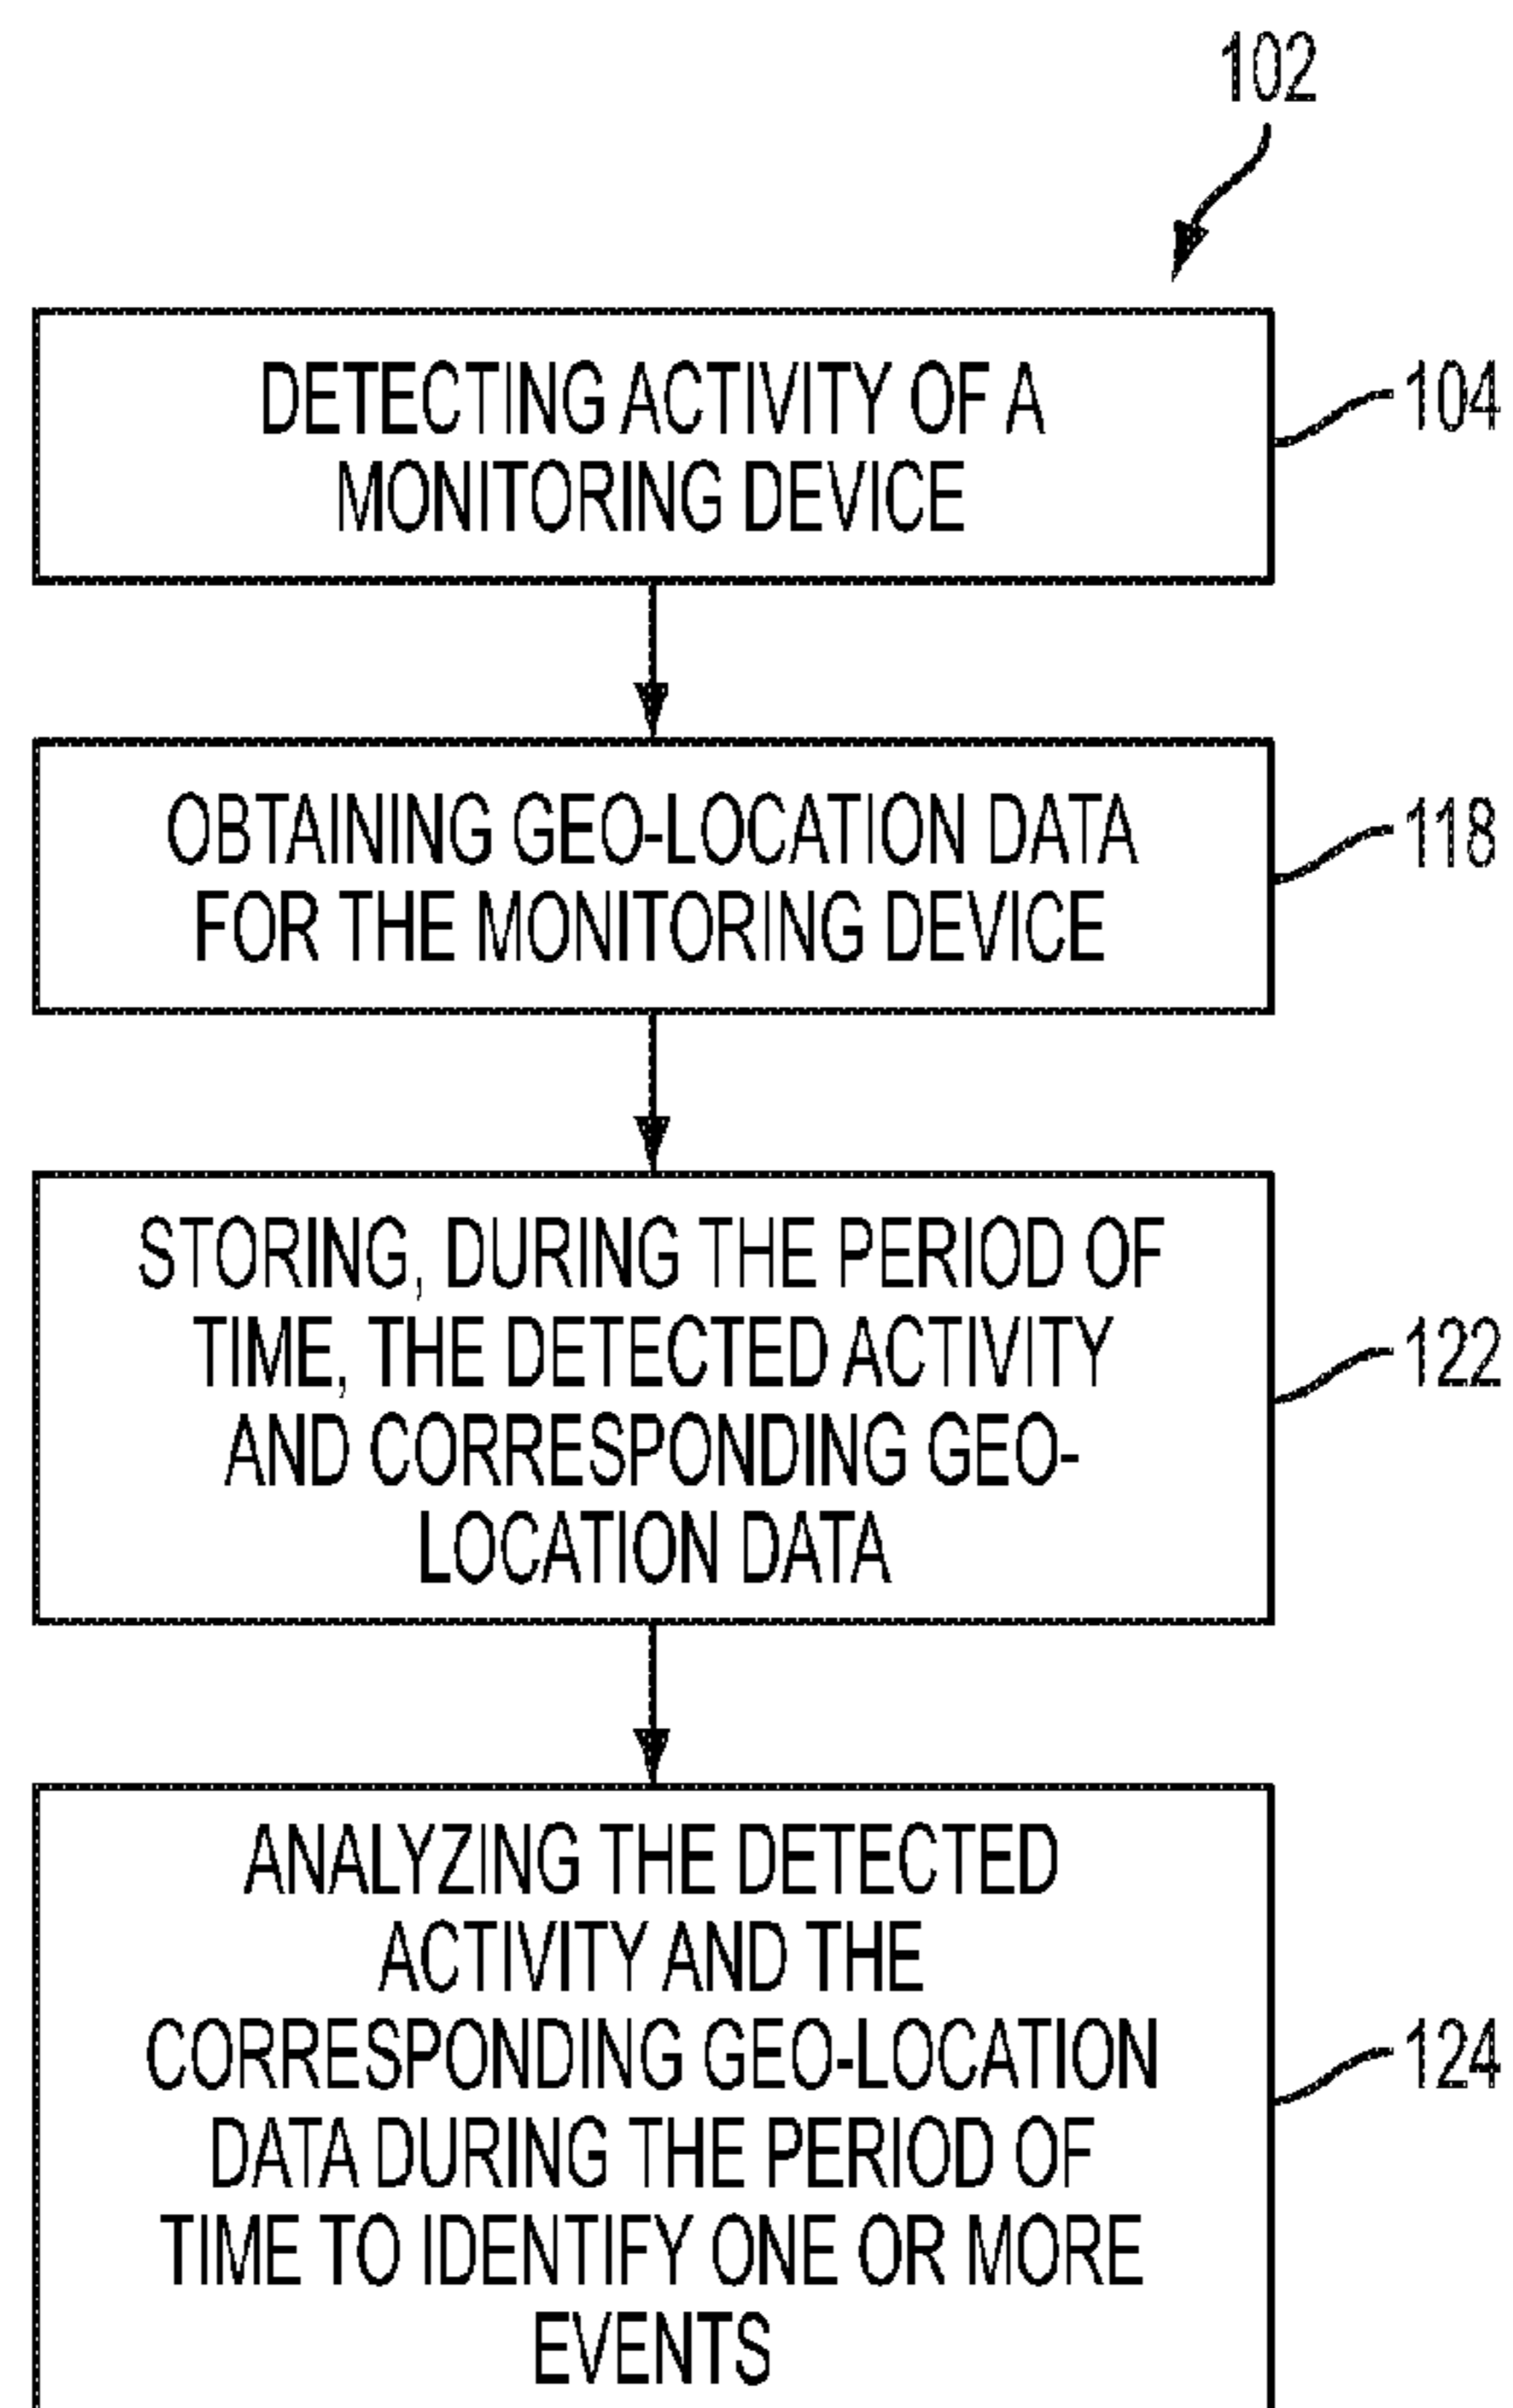 102
DETECTING ACTIVITY OF A
MONITORING DEVICE
104
OBTAINING GEO-LOCATION DATA
FOR THE MONITORING DEVICE
118
STORING, DURING THE PERIOD OF
TIME, THE DETECTED ACTIVITY
AND CORRESPONDING GEO-
LOCATION DATA
122
ANALYZING THE DETECTED
ACTIVITY AND THE
CORRESPONDING GEO-LOCATION
DATA DURING THE PERIOD OF
TIME TO IDENTIFY ONE OR MORE
EVENTS
124